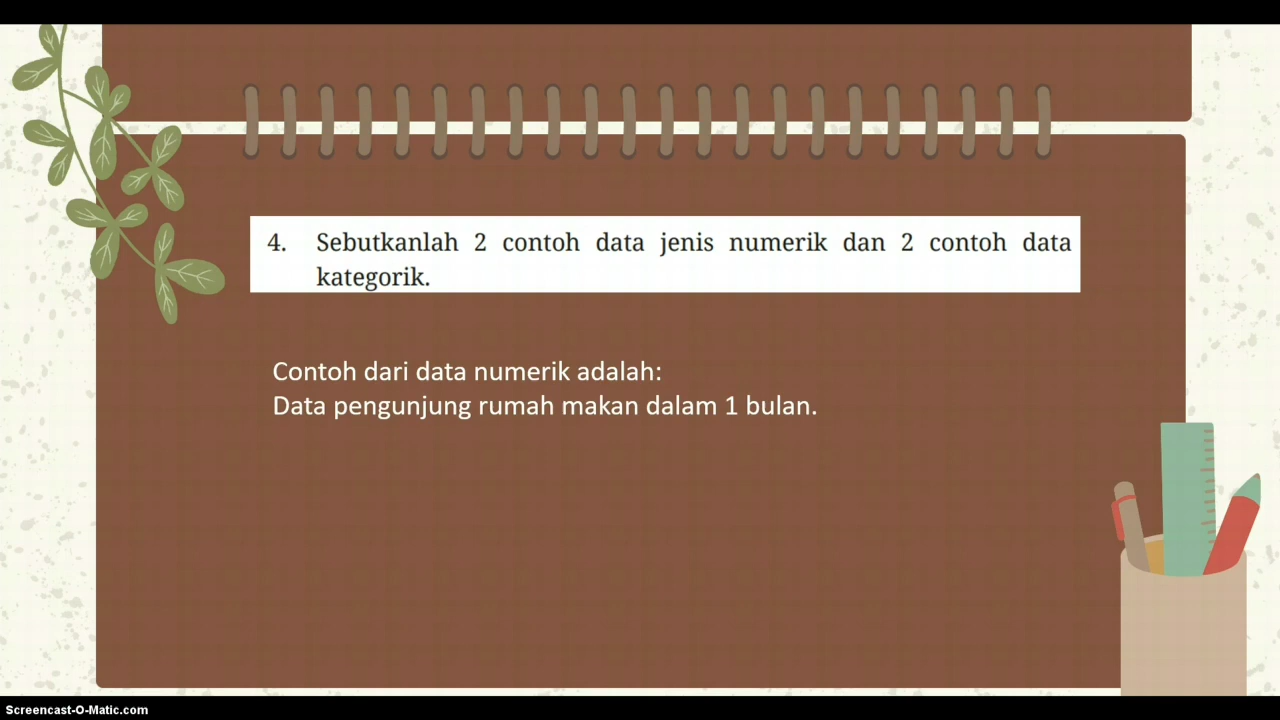 4. Sebutkanlah 2 contoh data jenis numerik dan 2 contoh data
kategorik.
Contoh dari data numerik adalah:
Data pengunjung rumah makan dalam 1 bulan.
Screencast-O-Matic.com